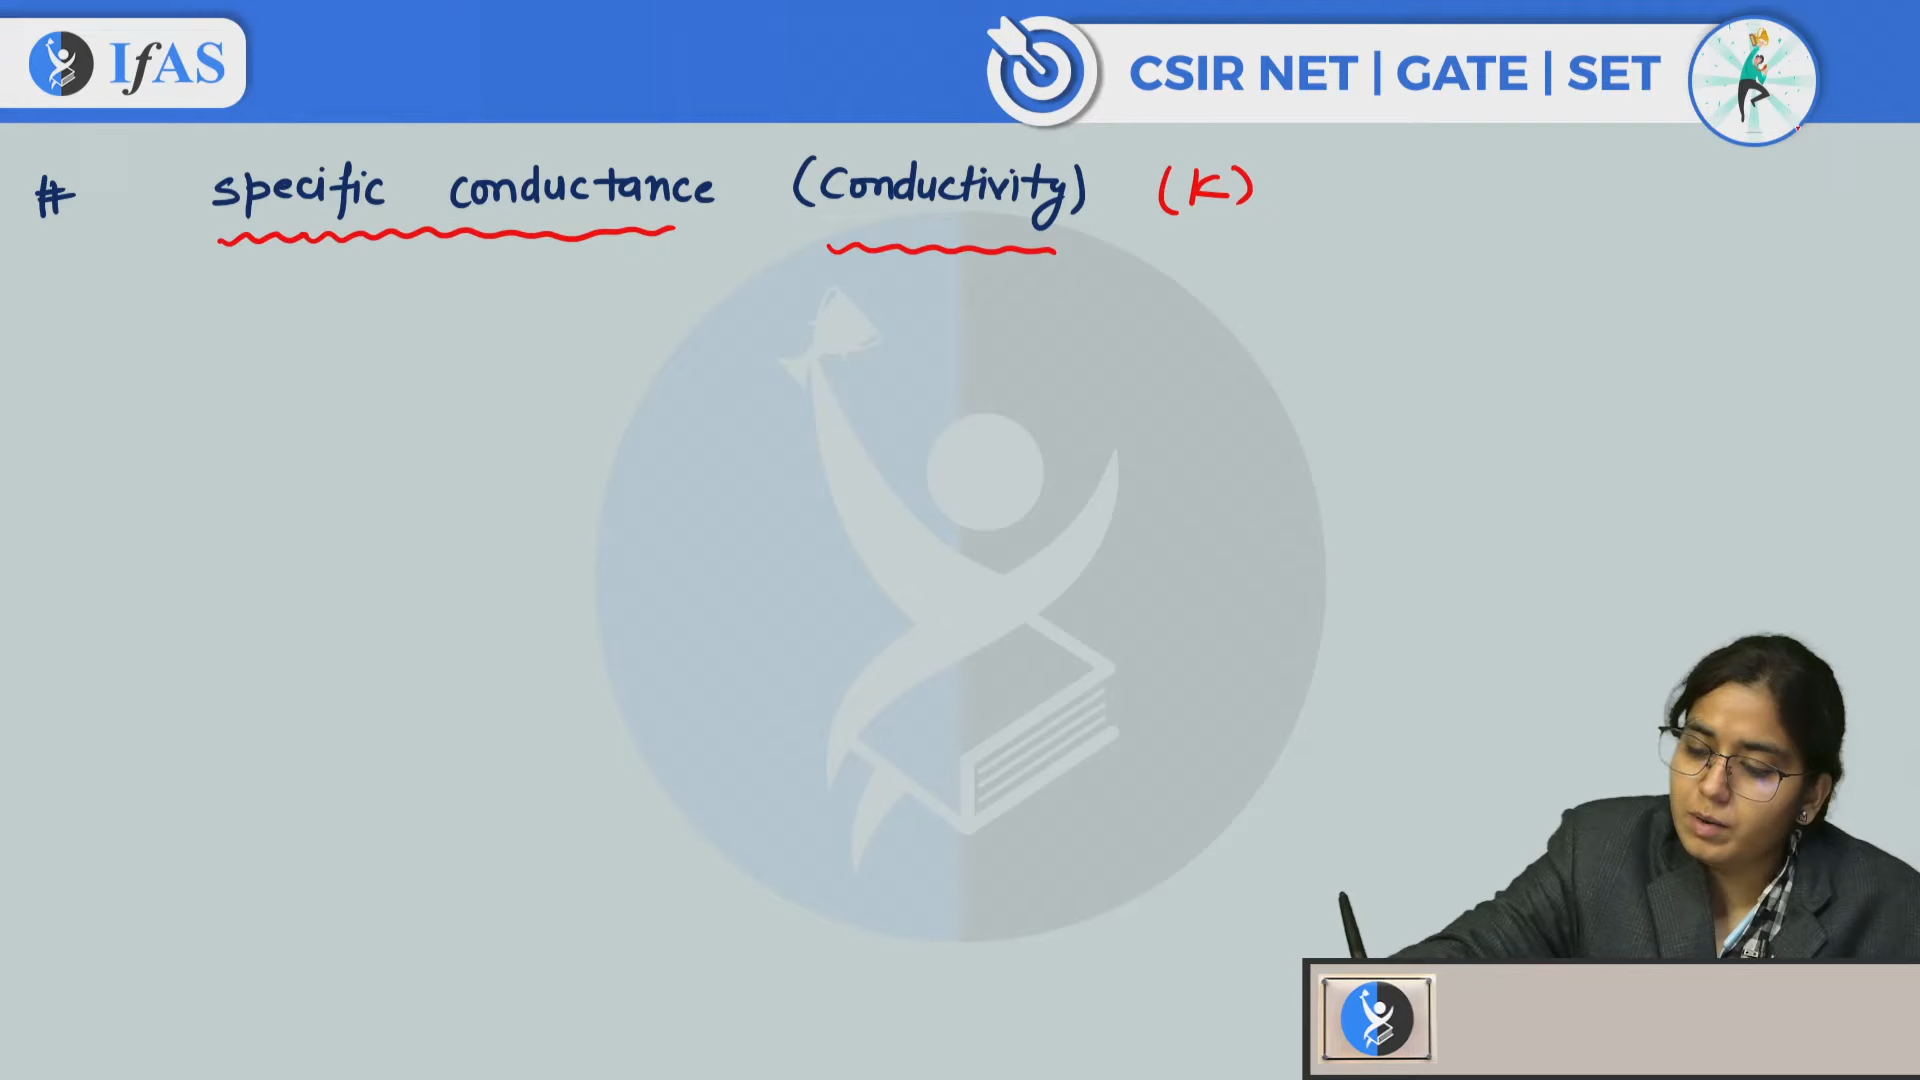 IfAS
CSIR NET | GATE | SET
# specific conductance (Conductivity) (K)